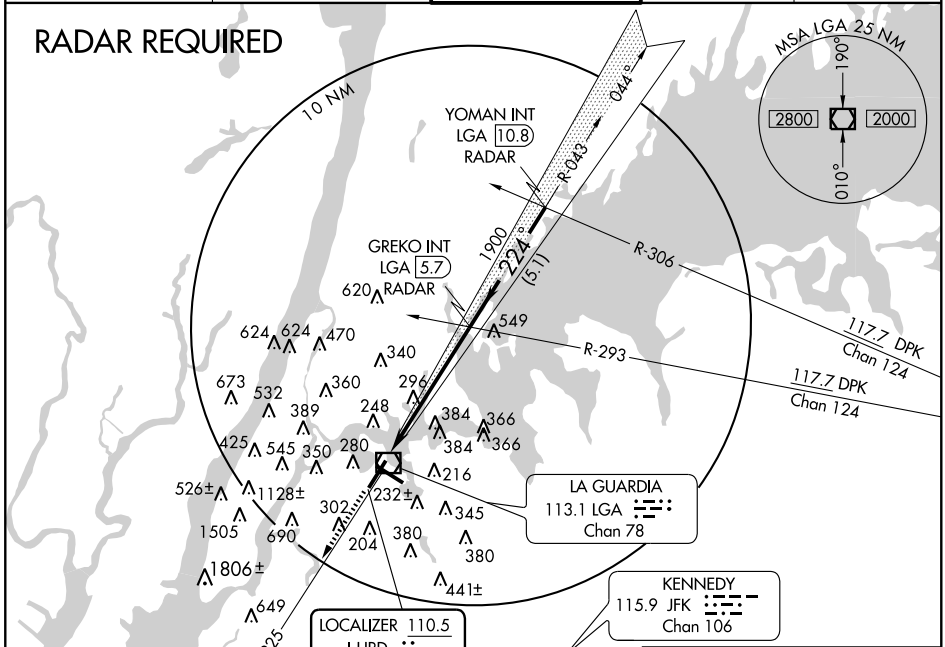 RADAR REQUIRED
10 NM
MSA LGA 25 NM
190°
2800
2000
010°
YOMAN INT
LGA 10.8
RADAR
044°
R-043
1900
224°
(5.1)
R-306
GREKO INT
LGA 5.7
RADAR
620
549
R-293
117.7 DPK
Chan 124
117.7 DPK
Chan 124
624
624
470
340
673
532
360
296
389
248
384
366
384
366
425
545
350
280
216
526±
1128±
302
232±
345
1505
690
204
380
380
1806±
441±
649
LA GUARDIA
113.1 LGA
Chan 78
KENNEDY
115.9 JFK
Chan 106
LOCALIZER 110.5